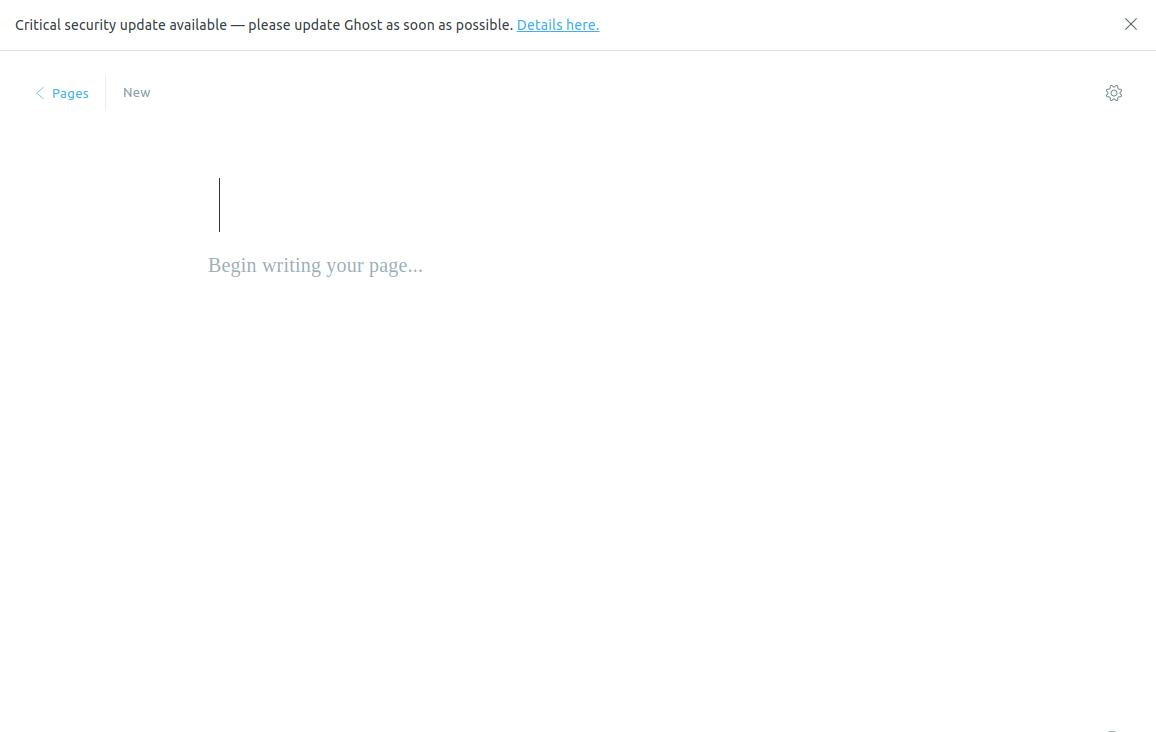 Critical security update available — please update Ghost as soon as possible. Details here.
Pages
New
Begin writing your page...